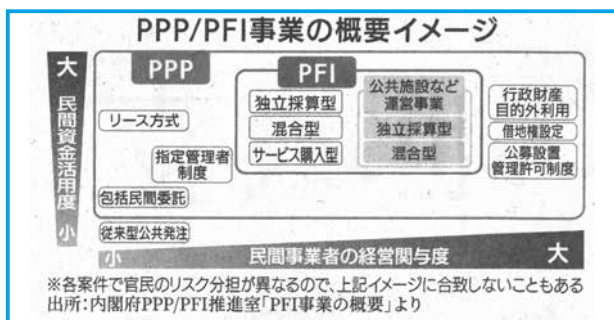 PPP/PFI事業の概要イメージ
大
民間資金活用度
小
PPP
PFI
リース方式
指定管理者
制度
包括民間委託
従来型公共発注
独立採算型
混合型
サービス購入型
公共施設など
運営事業
独立採算型
混合型
行政財産
目的外利用
借地権設定
公募設置
管理許可制度
小
民間事業者の経営関与度
大
※各案件で官民のリスク分担が異なるので、上記イメージに合致しないこともある
出所:内閣府PPP/PFI推進室「PFI事業の概要」より